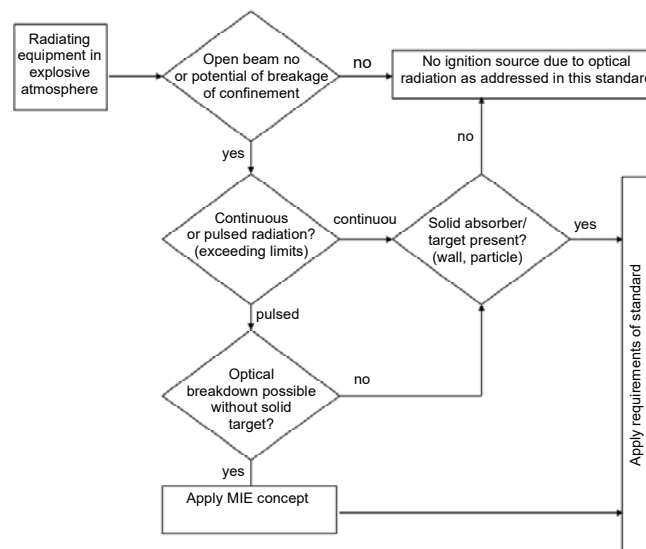 Radiating
equipment in
explosive
atmosphere
Open beam no
or potential of breakage
of confinement
no
No ignition source due to optical
radiation as addressed in this standard
yes
no
Continuous
or pulsed radiation?
(exceeding limits)
continuou
Solid absorber/
target present?
(wall, particle)
yes
pulsed
Optical
breakdown possible
without solid
target?
no
yes
Apply MIE concept
Apply requirements of standard